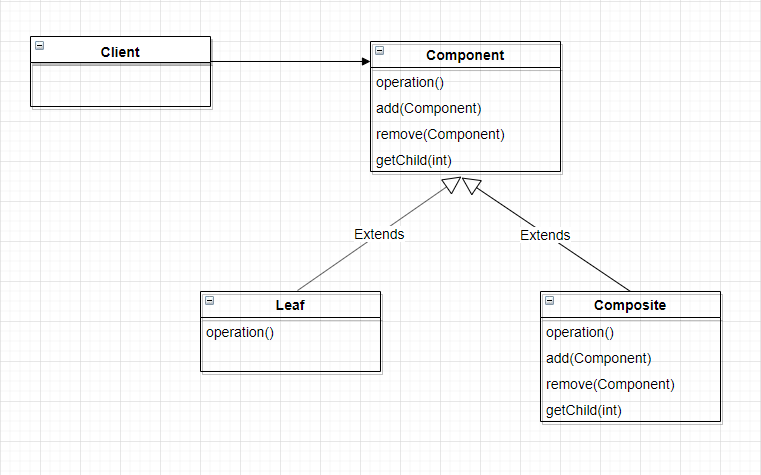 Client
Component
operation()
add(Component)
remove(Component)
getChild(int)
Extends
Extends
Leaf
operation()
Composite
operation()
add(Component)
remove(Component)
getChild(int)